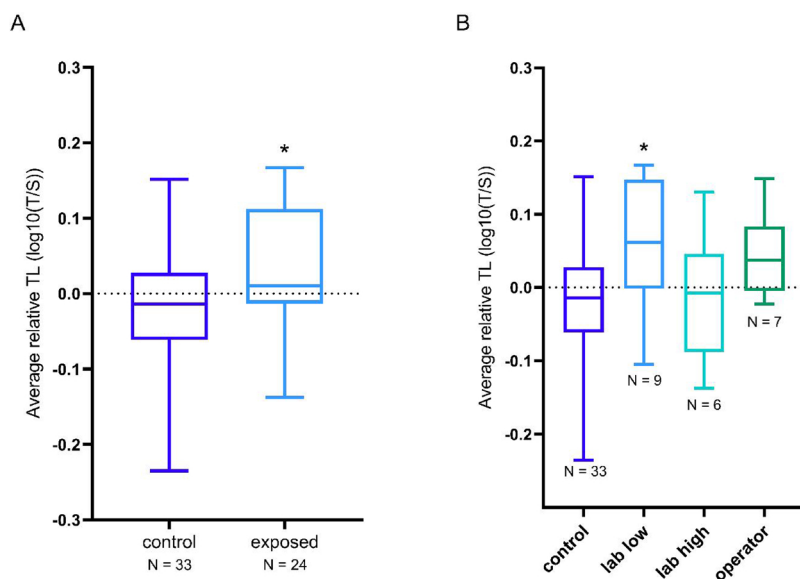 A
Average relative TL (log10(T/S))
0.3
0.2
0.1
0.0
-0.1
-0.2
-0.3
*
control
exposed
N = 33
N = 24
B
Average relative TL (log10(T/S))
0.3
0.2
0.1
0.0
-0.1
-0.2
*
N = 33
N = 9
N = 6
N = 7
control
lab low
lab high
operator